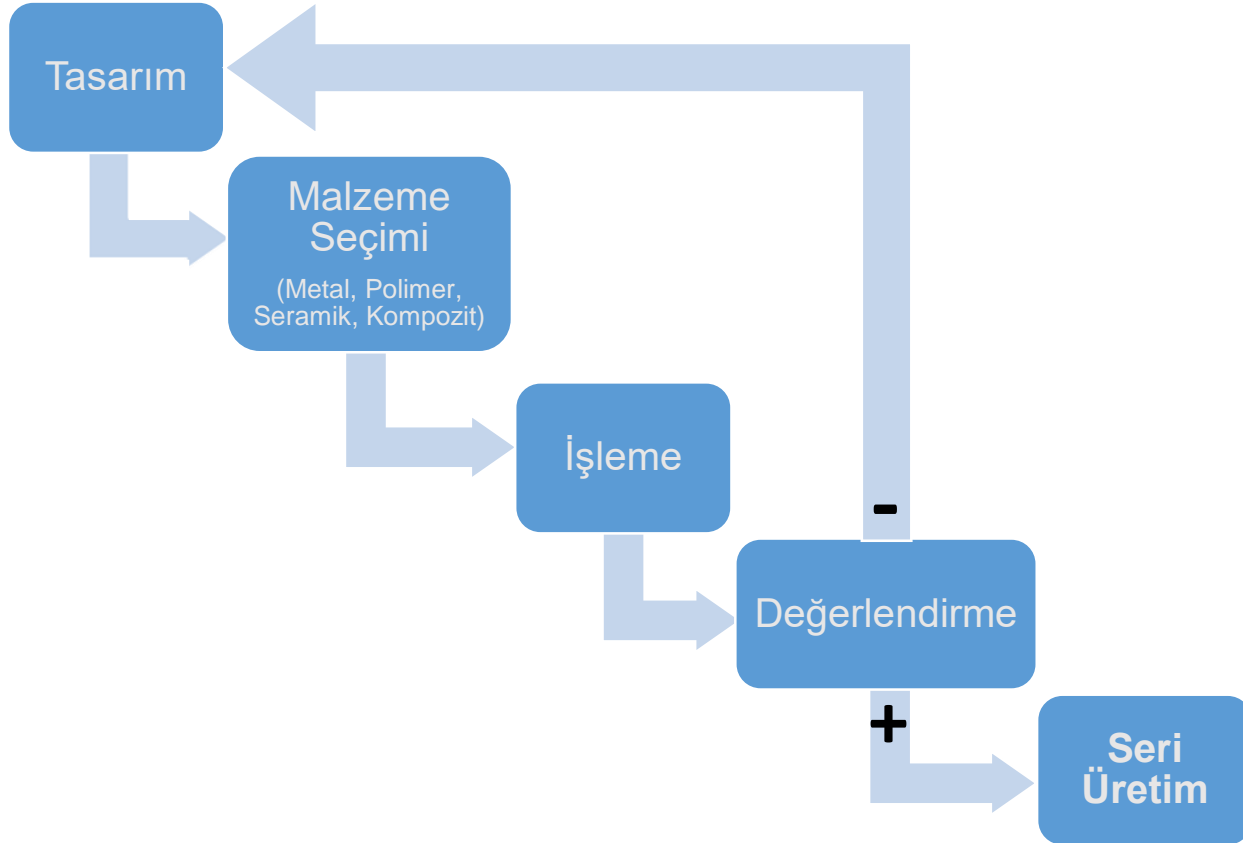 Tasarım
Malzeme
Seçimi
(Metal, Polimer,
Seramik, Kompozit)
İşleme
-
Değerlendirme
+
Seri
Üretim